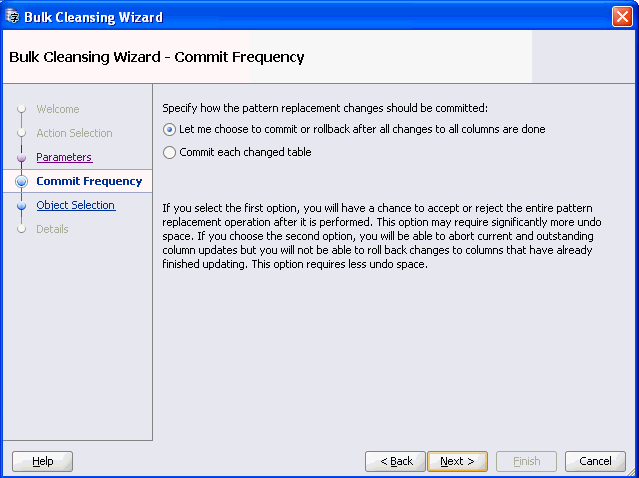 Bulk Cleansing Wizard
Bulk Cleansing Wizard - Commit Frequency
Welcome
Action Selection
Parameters
Commit Frequency
Object Selection
Details
Specify how the pattern replacement changes should be committed:
Let me choose to commit or rollback after all changes to all columns are done
Commit each changed table
If you select the first option, you will have a chance to accept or reject the entire pattern
replacement operation after it is performed. This option may require significantly more undo
space. If you choose the second option, you will be able to abort current and outstanding
column updates but you will not be able to roll back changes to columns that have already
finished updating. This option requires less undo space.
Help
< Back
Next >
Finish
Cancel